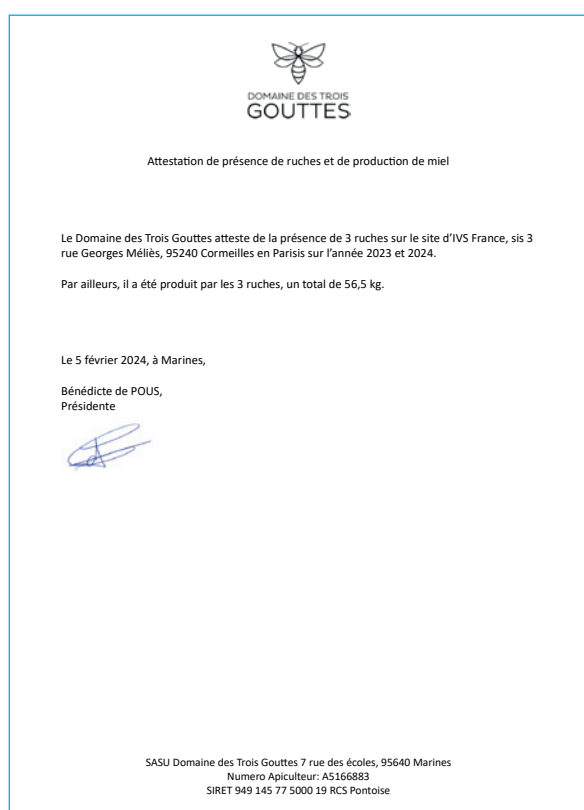 DOMAINE DES TROIS
GOUTTES
Attestation de présence de ruches et de production de miel
Le Domaine des Trois Gouttes atteste de la présence de 3 ruches sur le site d'IVS France, sis 3
rue Georges Méliès, 95240 Cormeilles en Parisis sur l'année 2023 et 2024.
Par ailleurs, il a été produit par les 3 ruches, un total de 56,5 kg.
Le 5 février 2024, à Marines,
Bénédicte de POUS,
Présidente
SASU Domaine des Trois Gouttes 7 rue des écoles, 95640 Marines
Numero Apiculteur: A5166883
SIRET 949 145 77 5000 19 RCS Pontoise